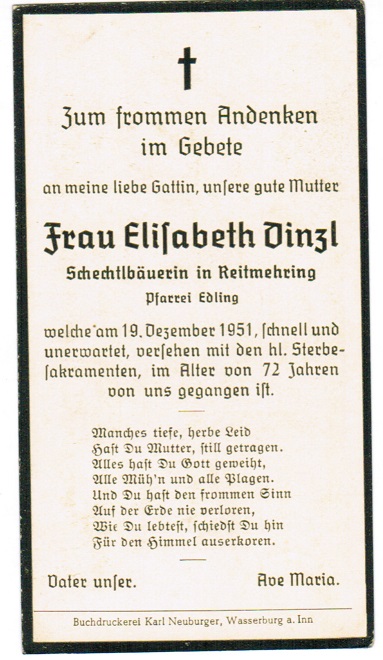 Zum frommen Andenken
im Gebete
an meine liebe Gattin, unsere gute Mutter
Frau Elisabeth Dinzl
Schechtlbäuerin in Reitmehring
Pfarrei Edling
welche am 19. Dezember 1951, schnell und
unerwartet, versehen mit den hl. Sterbe-
sakramenten, im Alter von 72 Jahren
von uns gegangen ist.
Manches tiefe, herbe Leid
Hast Du Mutter, still getragen.
Alles hast Du Gott geweiht,
Alle Müh'n und alle Plagen.
Und Du hast den frommen Sinn
Auf der Erde nie verloren,
Wie Du lebtest, schiedst Du hin
Für den Himmel auserkoren.
Vater unser. Ave Maria.
Buchdruckerei Karl Neuburger, Wasserburg a. Inn